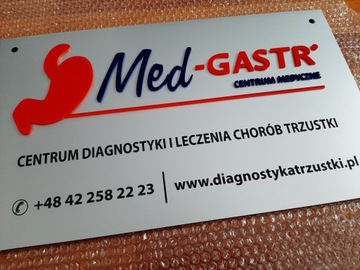 Med-GASTR'
CENTRUM MEDYCZNE
CENTRUM DIAGNOSTYKI I LECZENIA CHORÓB TRZUSTKI
+48 42 258 22 23 | www.diagnostykatrzustki.pl